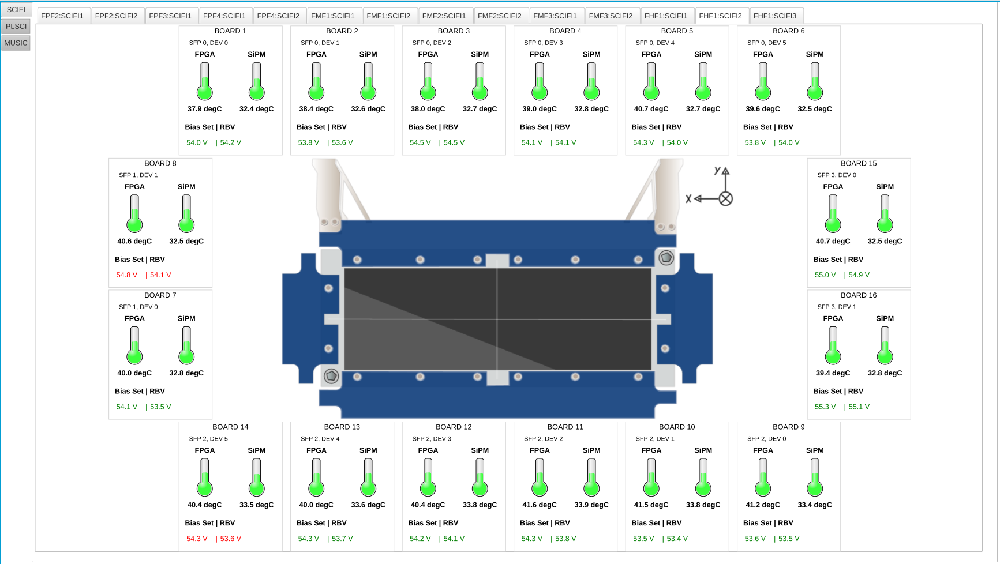 SCIFI
PLSCI
MUSIC
FPF2:SCIFI1 FPF2:SCIFI2 FPF3:SCIFI1 FPF4:SCIFI1 FPF4:SCIFI2 FMF1:SCIFI1 FMF1:SCIFI2 FMF2:SCIFI1 FMF2:SCIFI2 FMF3:SCIFI1 FMF3:SCIFI2 FHF1:SCIFI1 FHF1:SCIFI2 FHF1:SCIFI3
BOARD 1 BOARD 2 BOARD 3 BOARD 4 BOARD 5 BOARD 6
SFP 0, DEV 0 SFP 0, DEV 1 SFP 0, DEV 2 SFP 0, DEV 3 SFP 0, DEV 4 SFP 0, DEV 5
FPGA SiPM FPGA SiPM FPGA SiPM FPGA SiPM FPGA SiPM FPGA SiPM
37.9 degC 32.4 degC 38.4 degC 32.6 degC 38.0 degC 32.7 degC 39.0 degC 32.8 degC 40.7 degC 32.7 degC 39.6 degC 32.5 degC
Bias Set | RBV Bias Set | RBV Bias Set | RBV Bias Set | RBV Bias Set | RBV Bias Set | RBV
54.0 V | 54.2 V 53.8 V | 53.6 V 54.5 V | 54.5 V 54.1 V | 54.1 V 54.3 V | 54.0 V 53.8 V | 54.0 V
BOARD 8 BOARD 15
SFP 1, DEV 1 Y SFP 3, DEV 0
FPGA SiPM FPGA SiPM
X
40.6 degC 32.5 degC 40.7 degC 32.5 degC
Bias Set | RBV Bias Set | RBV
54.8 V | 54.1 V 55.0 V | 54.9 V
BOARD 7 BOARD 16
SFP 1, DEV 0 SFP 3, DEV 1
FPGA SiPM FPGA SiPM
40.0 degC 32.8 degC 39.4 degC 32.8 degC
Bias Set | RBV Bias Set | RBV
54.1 V | 53.5 V 55.3 V | 55.1 V
BOARD 14 BOARD 13 BOARD 12 BOARD 11 BOARD 10 BOARD 9
SFP 2, DEV 5 SFP 2, DEV 4 SFP 2, DEV 3 SFP 2, DEV 2 SFP 2, DEV 1 SFP 2, DEV 0
FPGA SiPM FPGA SiPM FPGA SiPM FPGA SiPM FPGA SiPM FPGA SiPM
40.4 degC 33.5 degC 40.0 degC 33.6 degC 40.4 degC 33.8 degC 41.6 degC 33.9 degC 41.5 degC 33.8 degC 41.2 degC 33.4 degC
Bias Set | RBV Bias Set | RBV Bias Set | RBV Bias Set | RBV Bias Set | RBV Bias Set | RBV
54.3 V | 53.6 V 54.3 V | 53.7 V 54.2 V | 54.1 V 54.3 V | 53.8 V 53.5 V | 53.4 V 53.6 V | 53.5 V